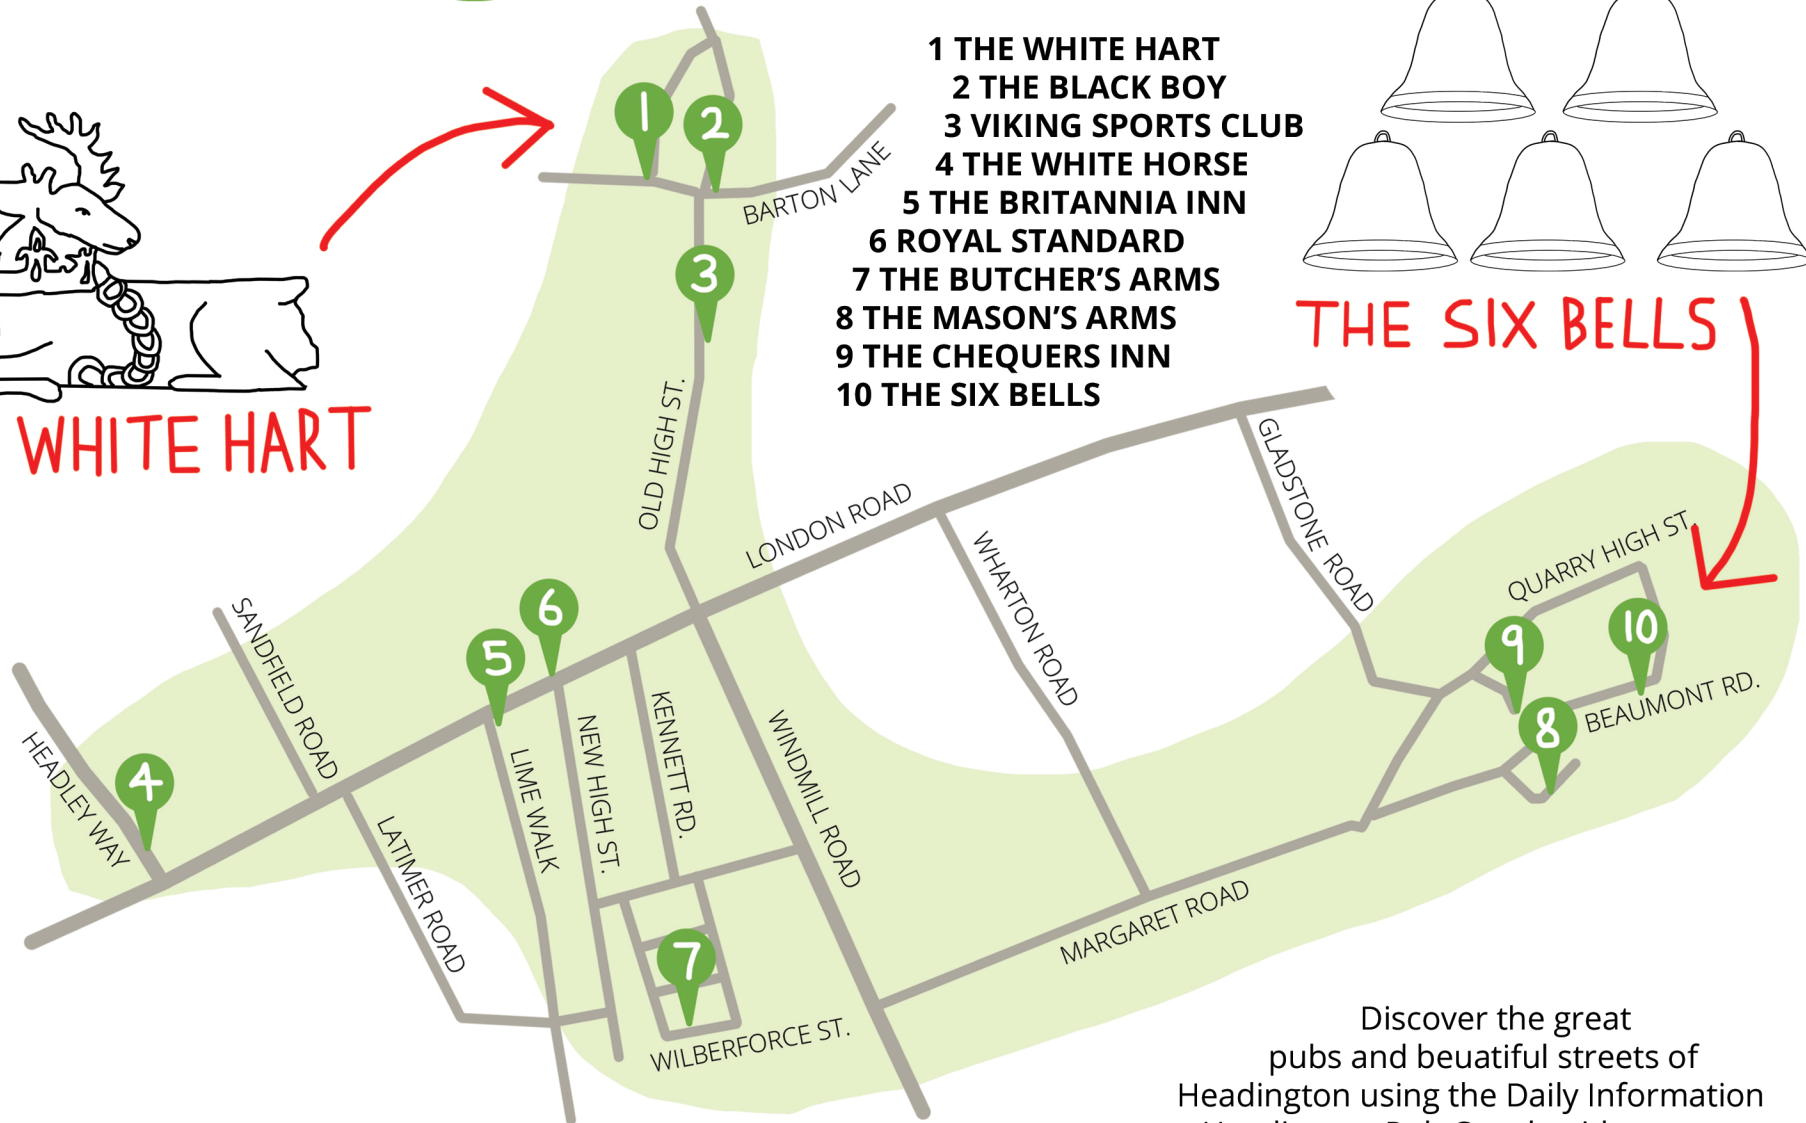 1 THE WHITE HART
2 THE BLACK BOY
3 VIKING SPORTS CLUB
4 THE WHITE HORSE
5 THE BRITANNIA INN
6 ROYAL STANDARD
7 THE BUTCHER’S ARMS
8 THE MASON’S ARMS
9 THE CHEQUERS INN
10 THE SIX BELLS
THE SIX BELLS
WHITE HART
1
2
BARTON LANE
3
OLD HIGH ST.
LONDON ROAD
GLADSTONE ROAD
WHARTON ROAD
QUARRY HIGH ST.
9
10
8
BEAUMONT RD.
SANDFIELD ROAD
6
5
HEADLEY WAY
4
LATIMER ROAD
LIME WALK
NEW HIGH ST.
KENNETT RD.
WINDMILL ROAD
7
WILBERFORCE ST.
MARGARET ROAD
Discover the great
pubs and beuatiful streets of
Headington using the Daily Information